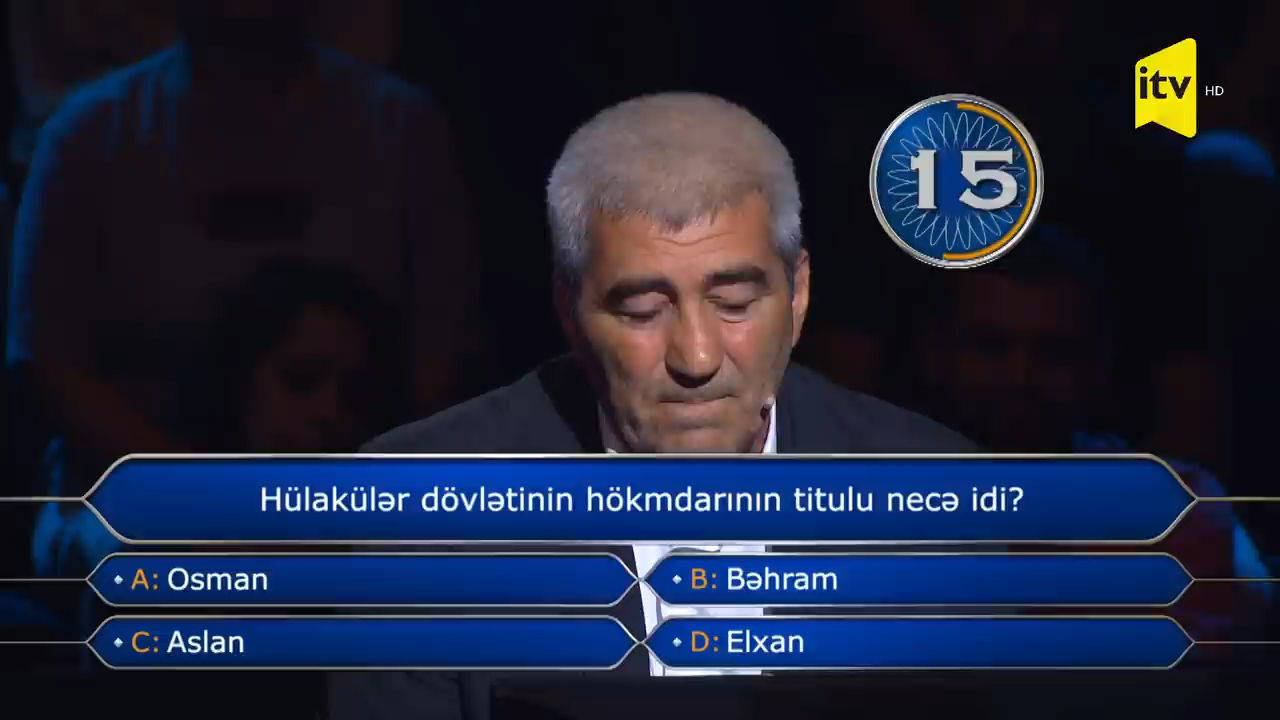 itv HD
15
Hülakülər dövlətinin hökmdarının titulu necə idi?
A: Osman
B: Bəhram
C: Aslan
D: Elxan